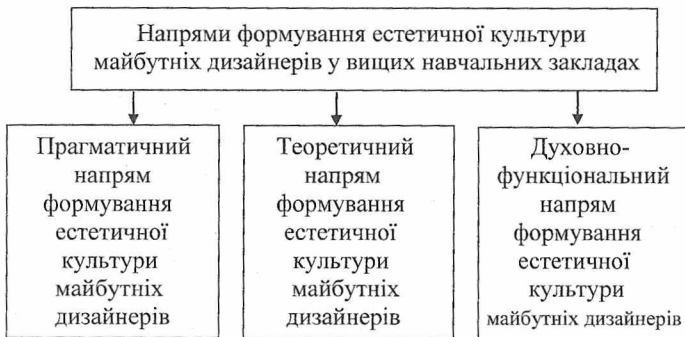 Напрями формування естетичної культури
майбутніх дизайнерів у вищих навчальних закладах
Прагматичний
напрям
формування
естетичної
культури
майбутніх
дизайнерів
Теоретичний
напрям
формування
естетичної
культури
майбутніх
дизайнерів
Духовно-
функціональний
напрям
формування
естетичної
культури
майбутніх дизайнерів